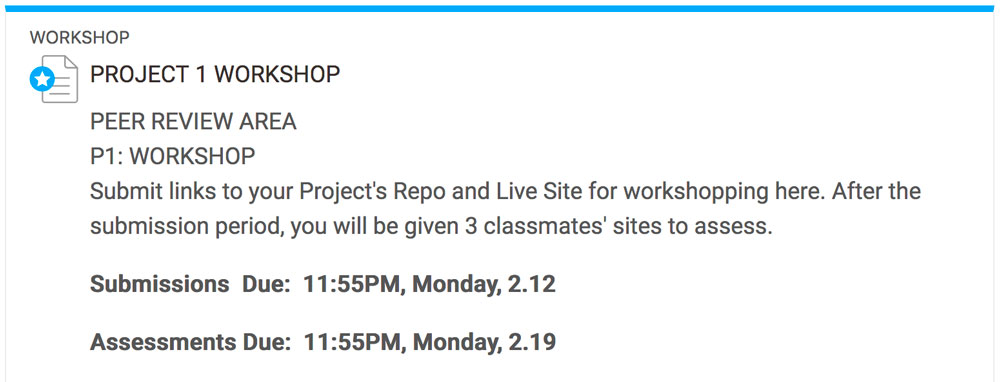 WORKSHOP
PROJECT 1 WORKSHOP
PEER REVIEW AREA
P1: WORKSHOP
Submit links to your Project's Repo and Live Site for workshopping here. After the
submission period, you will be given 3 classmates' sites to assess.
Submissions  Due:  11:55PM, Monday, 2.12
Assessments Due:  11:55PM, Monday, 2.19